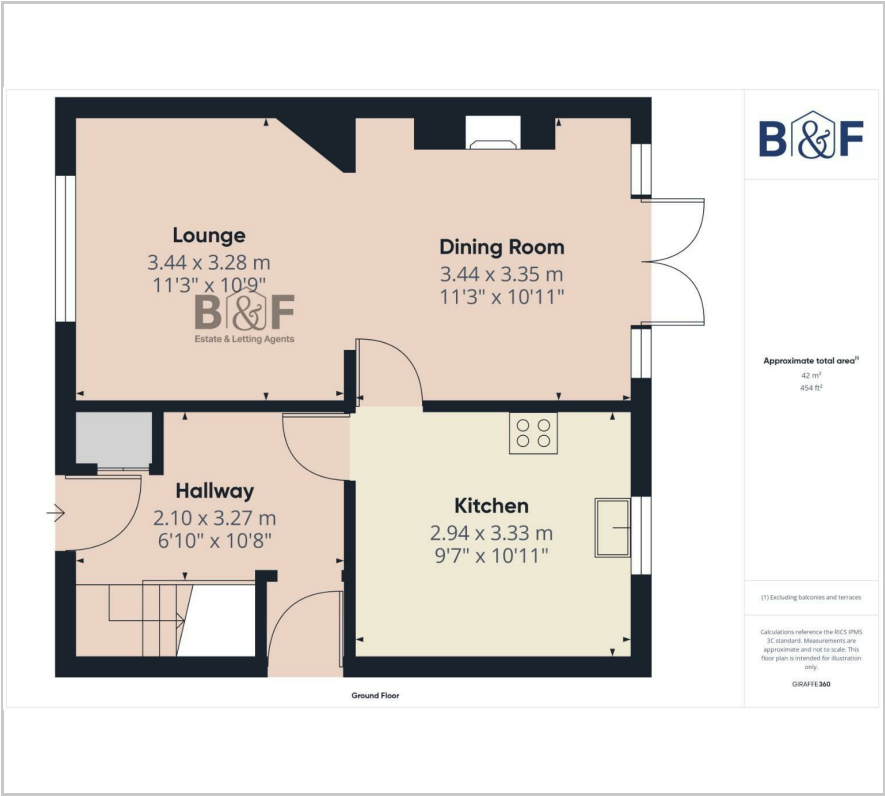 B&F
Lounge
3.44 x 3.28 m
11'3" x 10'9"
B&F
Estate & Letting Agents
Dining Room
3.44 x 3.35 m
11'3" x 10'11"
Hallway
2.10 x 3.27 m
6'10" x 10'8"
Kitchen
2.94 x 3.33 m
9'7" x 10'11"
Ground Floor
Approximate total area⁽¹⁾
42 m²
454 ft²
(1) Excluding balconies and terraces
Calculations reference the RICS IPMS
3C standard. Measurements are
approximate and not to scale. This
floor plan is intended for illustration
only.
GIRAFFE360